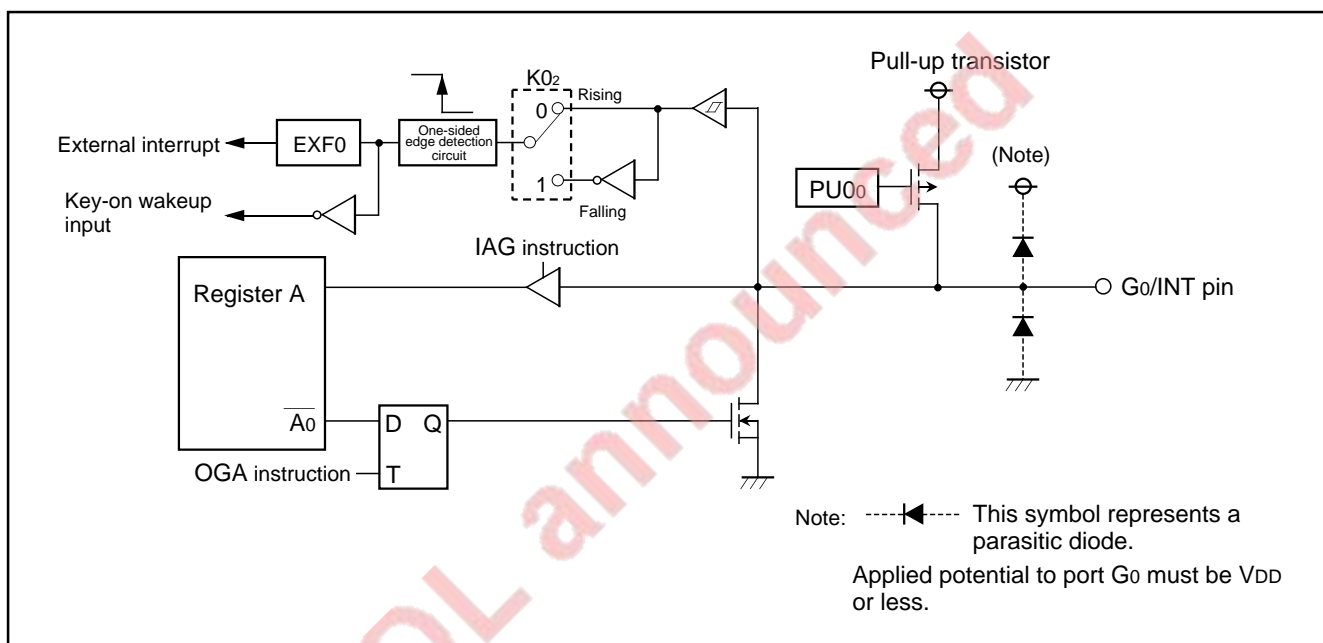 Pull-up transistor
K02
Rising
0
One-sided
edge detection
circuit
External interrupt
EXF0
(Note)
PU00
1
Key-on wakeup
input
Falling
IAG instruction
Register A
G0/INT pin
A0
D Q
OGA instruction
T
Note: This symbol represents a
parasitic diode.
Applied potential to port G0 must be VDD
or less.
OL announced